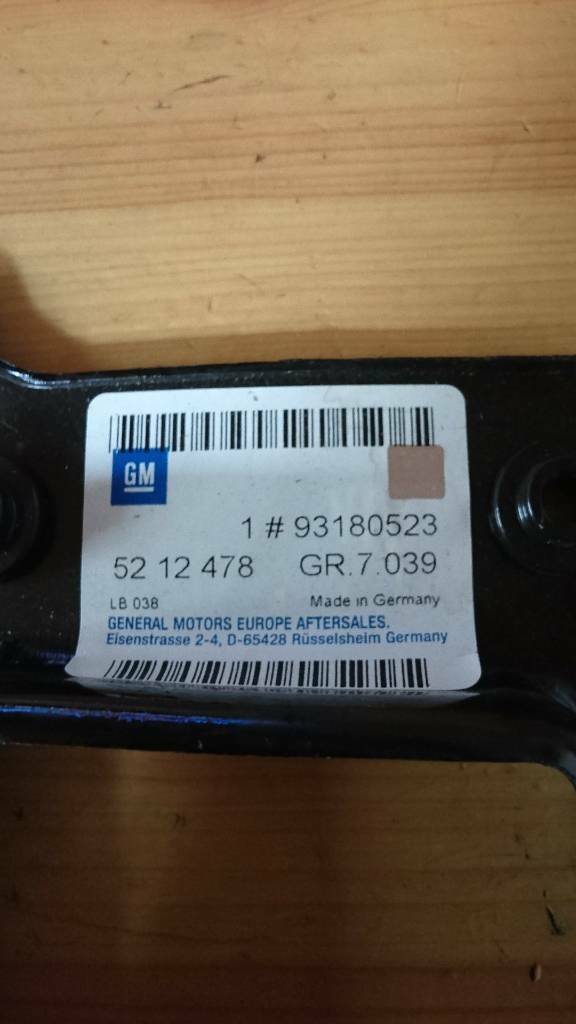 GM
1 # 93180523
52 12 478 GR.7.039
LB 038 Made in Germany
GENERAL MOTORS EUROPE AFTERSALES.
Eisenstrasse 2-4, D-65428 Rüsselsheim Germany